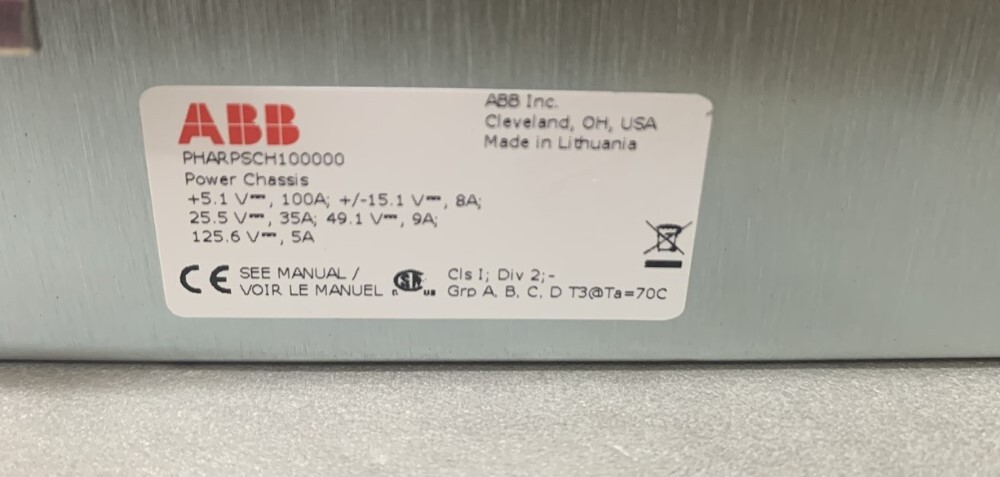 ABB
PHARPSCH100000
Power Chassis
+5.1 V⎓, 100A; +/-15.1 V⎓, 8A;
25.5 V⎓, 35A; 49.1 V⎓, 9A;
125.6 V⎓, 5A
ABB Inc.
Cleveland, OH, USA
Made in Lithuania
CE
SEE MANUAL /
VOIR LE MANUEL
c SA us
Cls I; Div 2;-
Grp A, B, C, D T3@Ta=70C